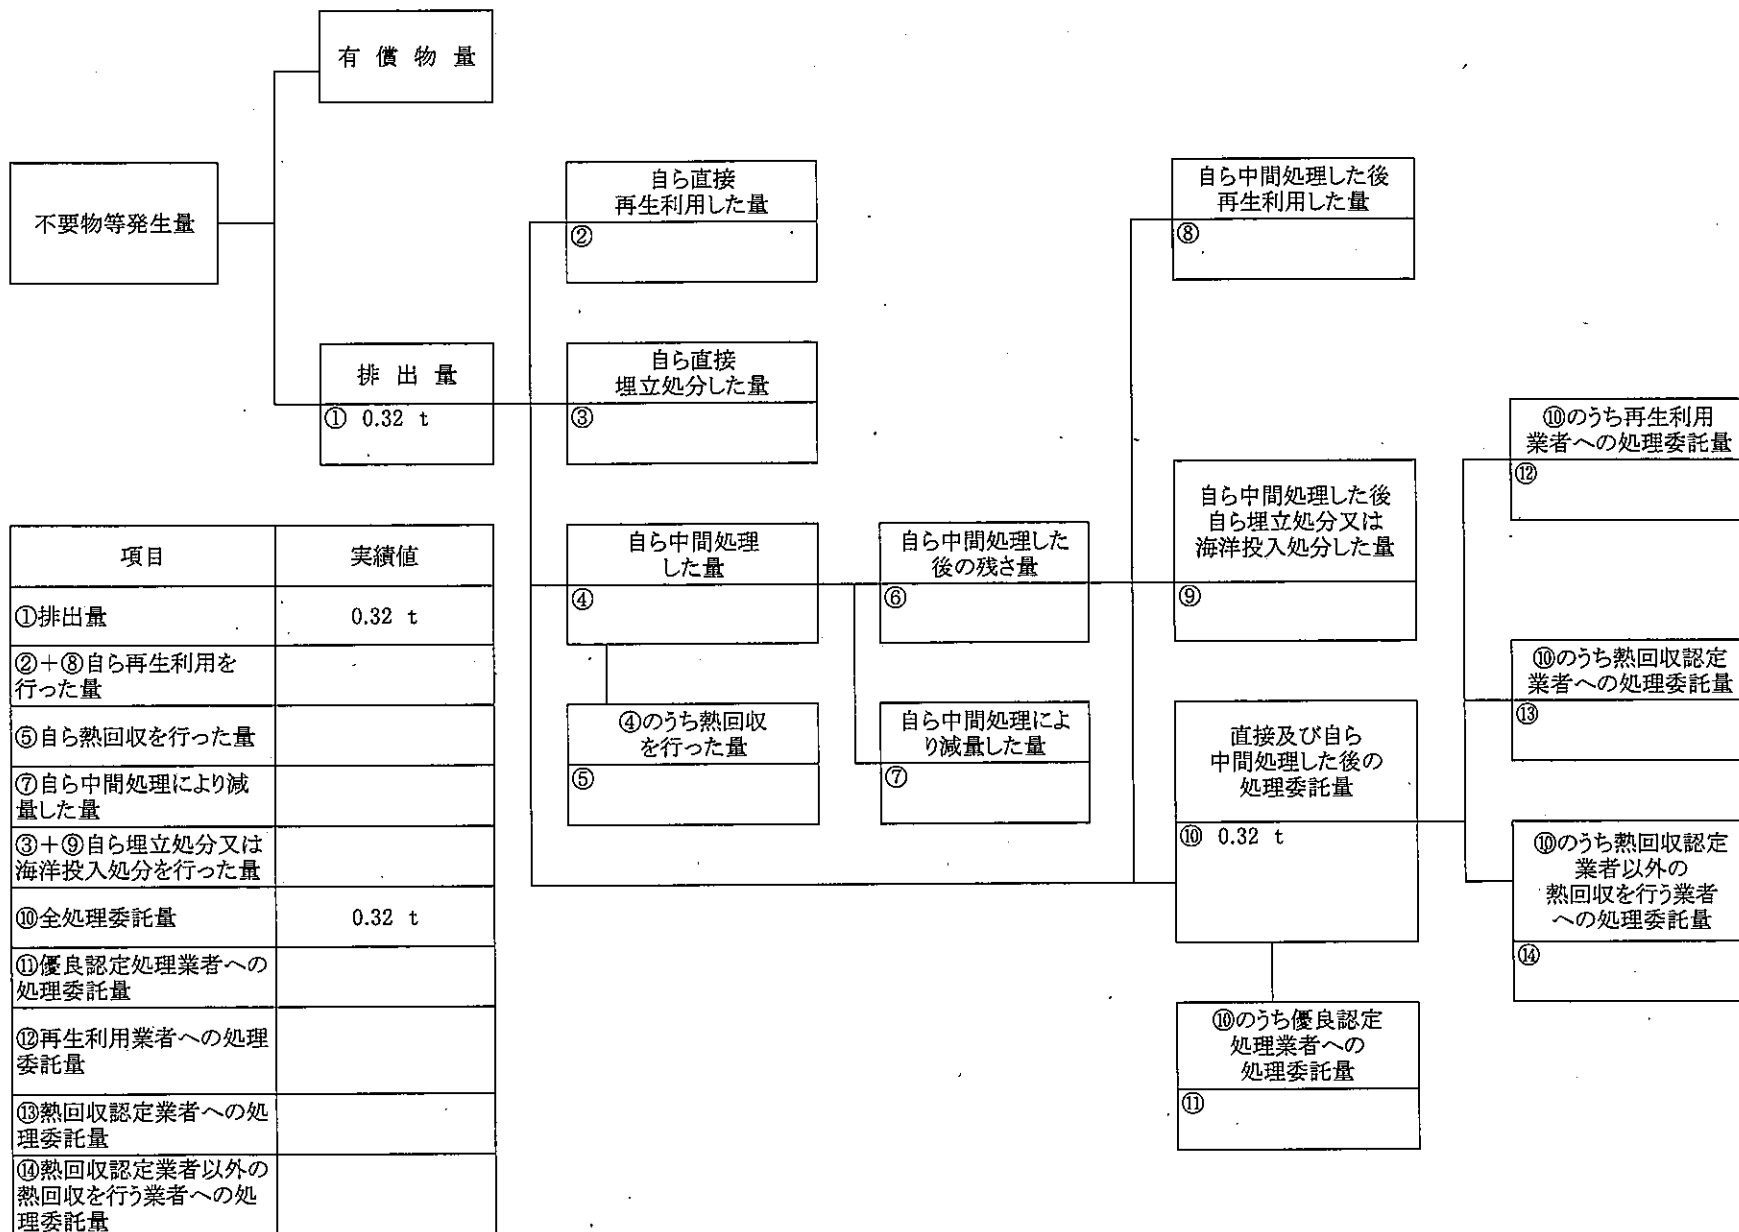 有 償 物 量
不要物等発生量
排 出 量
① 0.32 t
自ら直接
再生利用した量
②
自ら直接
埋立処分した量
③
自ら中間処理
した量
④
④のうち熱回収
を行った量
⑤
自ら中間処理した
後の残さ量
⑥
自ら中間処理によ
り減量した量
⑦
自ら中間処理した後
再生利用した量
⑧
自ら中間処理した後
自ら埋立処分又は
海洋投入処分した量
⑨
直接及び自ら
中間処理した後の
処理委託量
⑩ 0.32 t
⑩のうち優良認定
処理業者への
処理委託量
⑪
⑩のうち再生利用
業者への処理委託量
⑫
⑩のうち熱回収認定
業者への処理委託量
⑬
⑩のうち熱回収認定
業者以外の
熱回収を行う業者
への処理委託量
⑭
項目 実績値
①排出量 0.32 t
②+⑧自ら再生利用を
行った量
⑤自ら熱回収を行った量
⑦自ら中間処理により減
量した量
③+⑨自ら埋立処分又は
海洋投入処分を行った量
⑩全処理委託量 0.32 t
⑪優良認定処理業者への
処理委託量
⑫再生利用業者への処理
委託量
⑬熱回収認定業者への処
理委託量
⑭熱回収認定業者以外の
熱回収を行う業者への処
理委託量